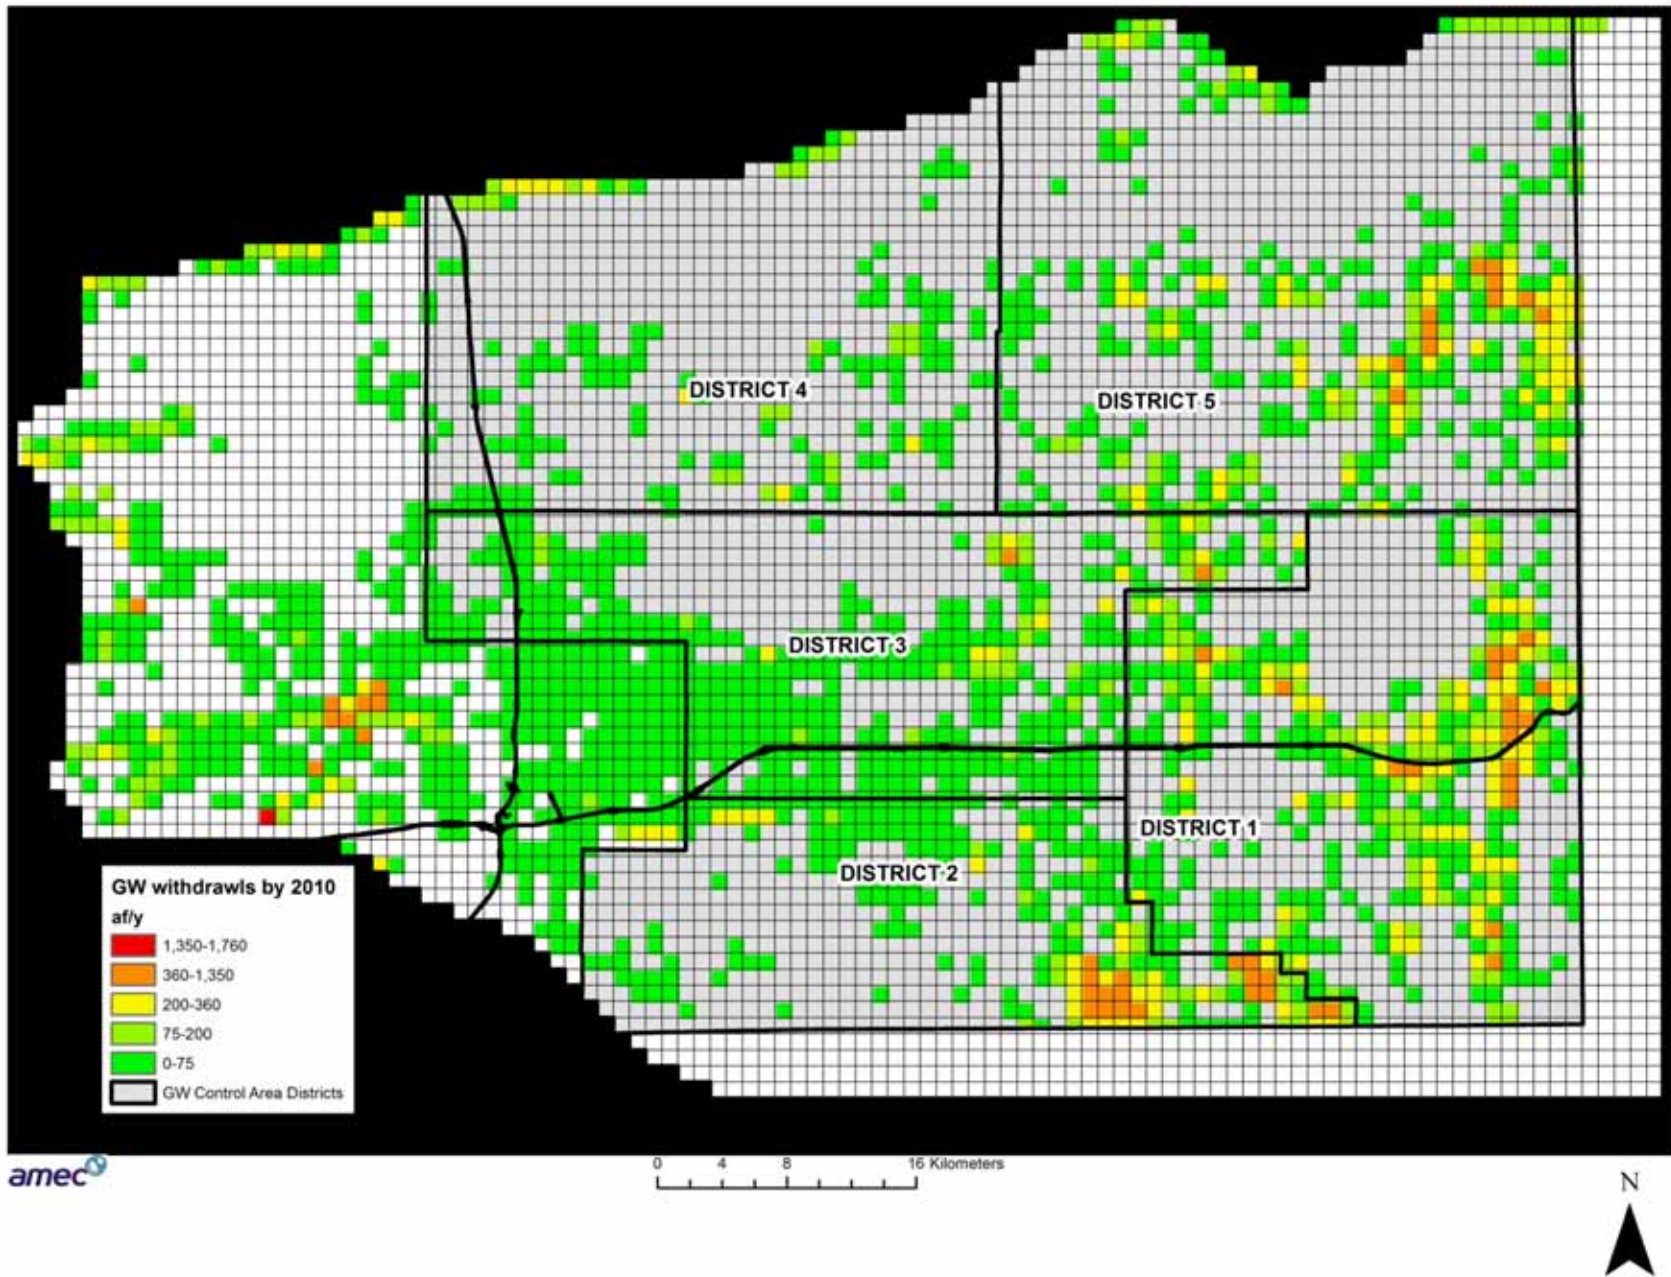 DISTRICT 4
DISTRICT 5
DISTRICT 3
DISTRICT 1
DISTRICT 2
GW withdrawls by 2010
af/y
1,350-1,760
360-1,350
200-360
75-200
0-75
GW Control Area Districts
amec
0 4 8 16 Kilometers
N